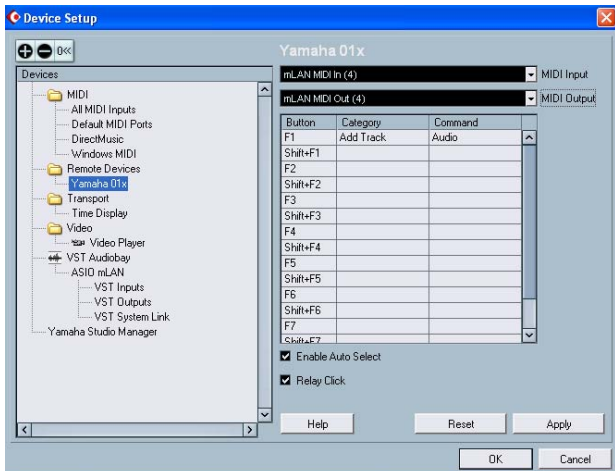 Device Setup
0<<
Yamaha 01x
Devices
MIDI
All MIDI Inputs
Default MIDI Ports
DirectMusic
Windows MIDI
Remote Devices
Yamaha 01x
Transport
Time Display
Video
Video Player
VST Audiobay
ASIO mLAN
VST Inputs
VST Outputs
VST System Link
Yamaha Studio Manager
mLAN MIDI In (4) MIDI Input
mLAN MIDI Out (4) MIDI Output
Button Category Command
F1 Add Track Audio
Shift+F1
F2
Shift+F2
F3
Shift+F3
F4
Shift+F4
F5
Shift+F5
F6
Shift+F6
F7
Shift+F7
Enable Auto Select
Relay Click
Help Reset Apply
OK Cancel